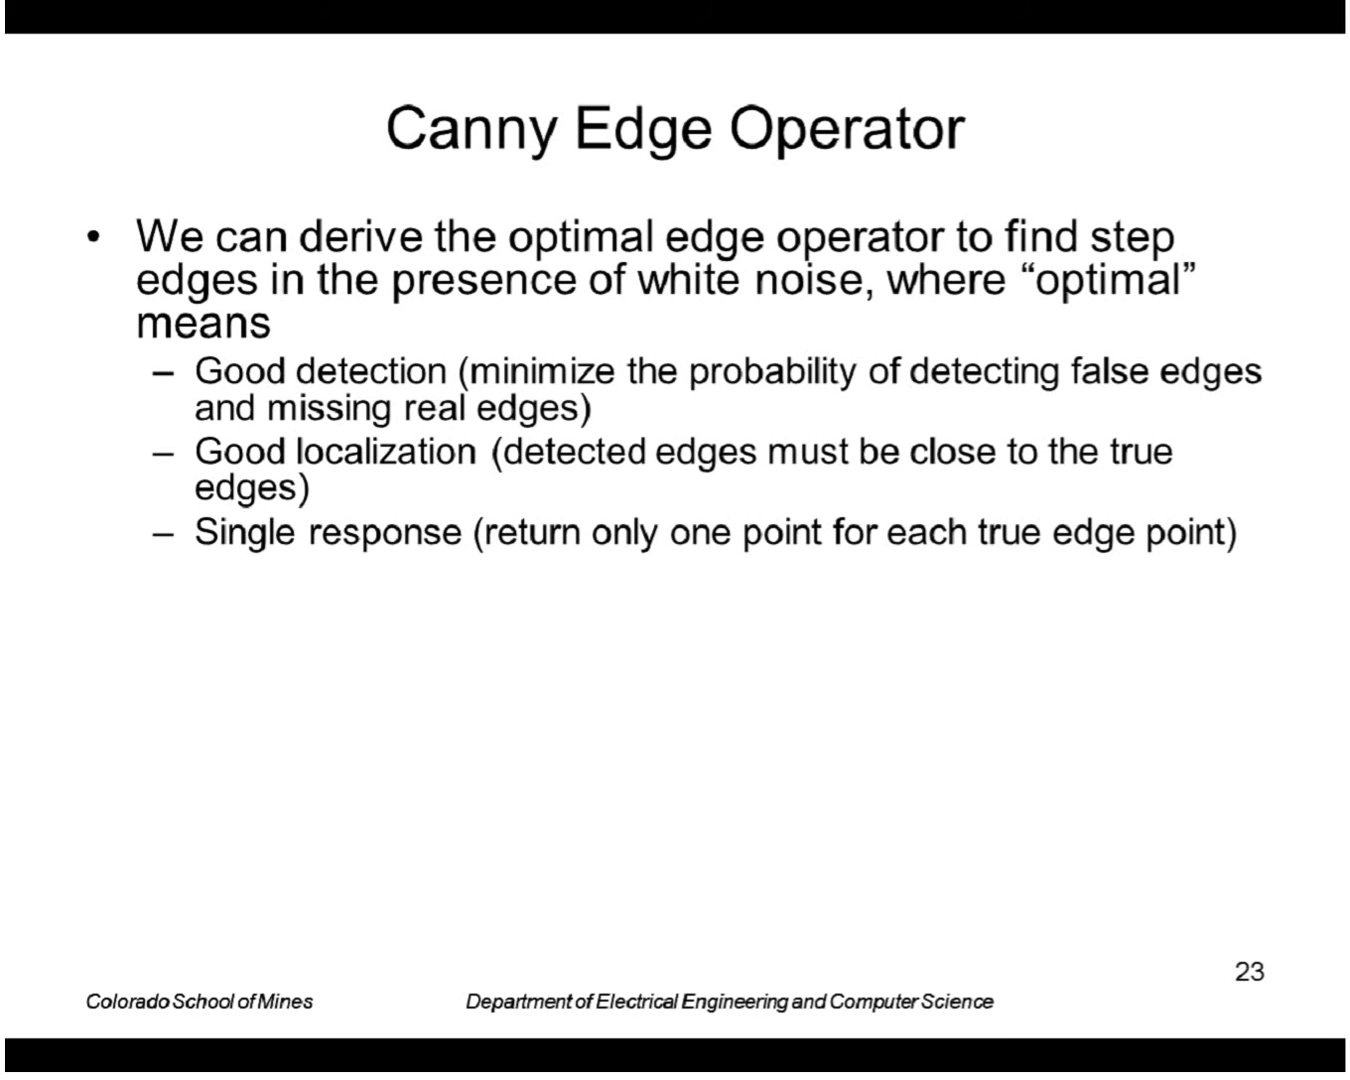 Canny Edge Operator
• We can derive the optimal edge operator to find step
edges in the presence of white noise, where “optimal”
means
– Good detection (minimize the probability of detecting false edges
and missing real edges)
– Good localization (detected edges must be close to the true
edges)
– Single response (return only one point for each true edge point)
23
Colorado School of Mines
Department of Electrical Engineering and Computer Science